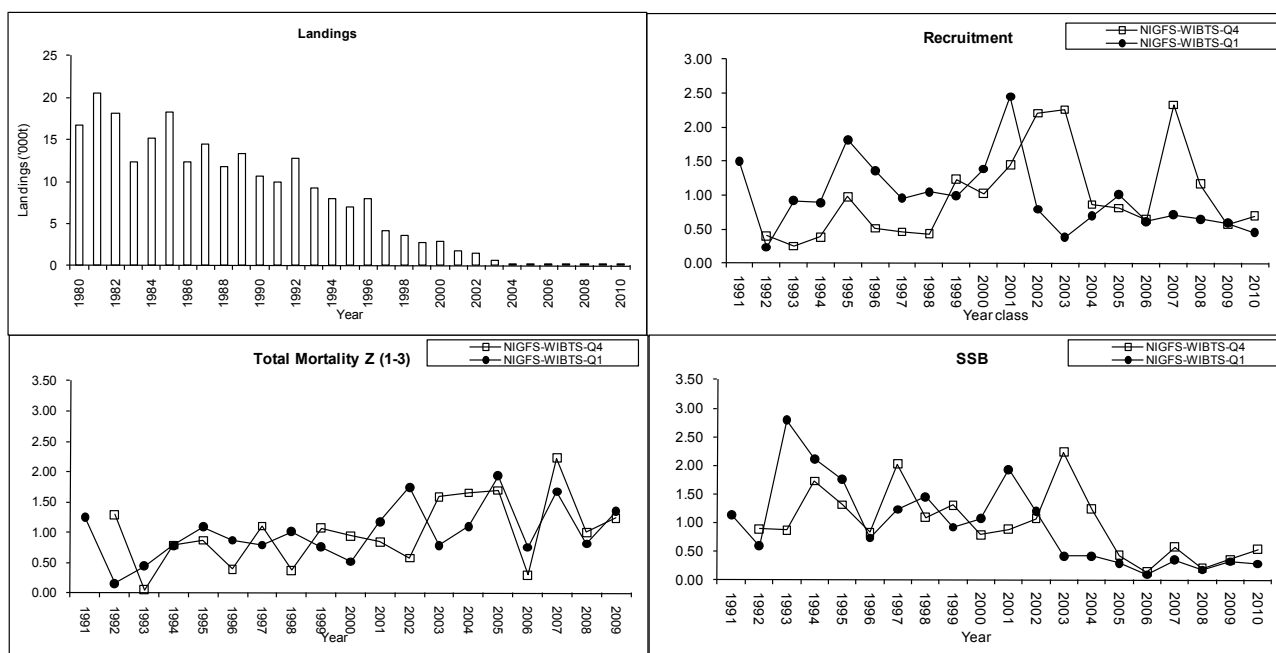 Landings
25
20
15
10
5
0
Landings ('000t)
1980 1982 1984 1986 1988 1990 1992 1994 1996 1998 2000 2002 2004 2006 2008 2010
Year
Recruitment
NIGFS-WIBTS-Q4
NIGFS-WIBTS-Q1
3.00
2.50
2.00
1.50
1.00
0.50
0.00
1991 1992 1993 1994 1995 1996 1997 1998 1999 2000 2001 2002 2003 2004 2005 2006 2007 2008 2009 2010
Year class
Total Mortality Z (1-3)
NIGFS-WIBTS-Q4
NIGFS-WIBTS-Q1
3.50
3.00
2.50
2.00
1.50
1.00
0.50
0.00
1991 1992 1993 1994 1995 1996 1997 1998 1999 2000 2001 2002 2003 2004 2005 2006 2007 2008 2009
Year
SSB
NIGFS-WIBTS-Q4
NIGFS-WIBTS-Q1
3.50
3.00
2.50
2.00
1.50
1.00
0.50
0.00
1991 1992 1993 1994 1995 1996 1997 1998 1999 2000 2001 2002 2003 2004 2005 2006 2007 2008 2009 2010
Year